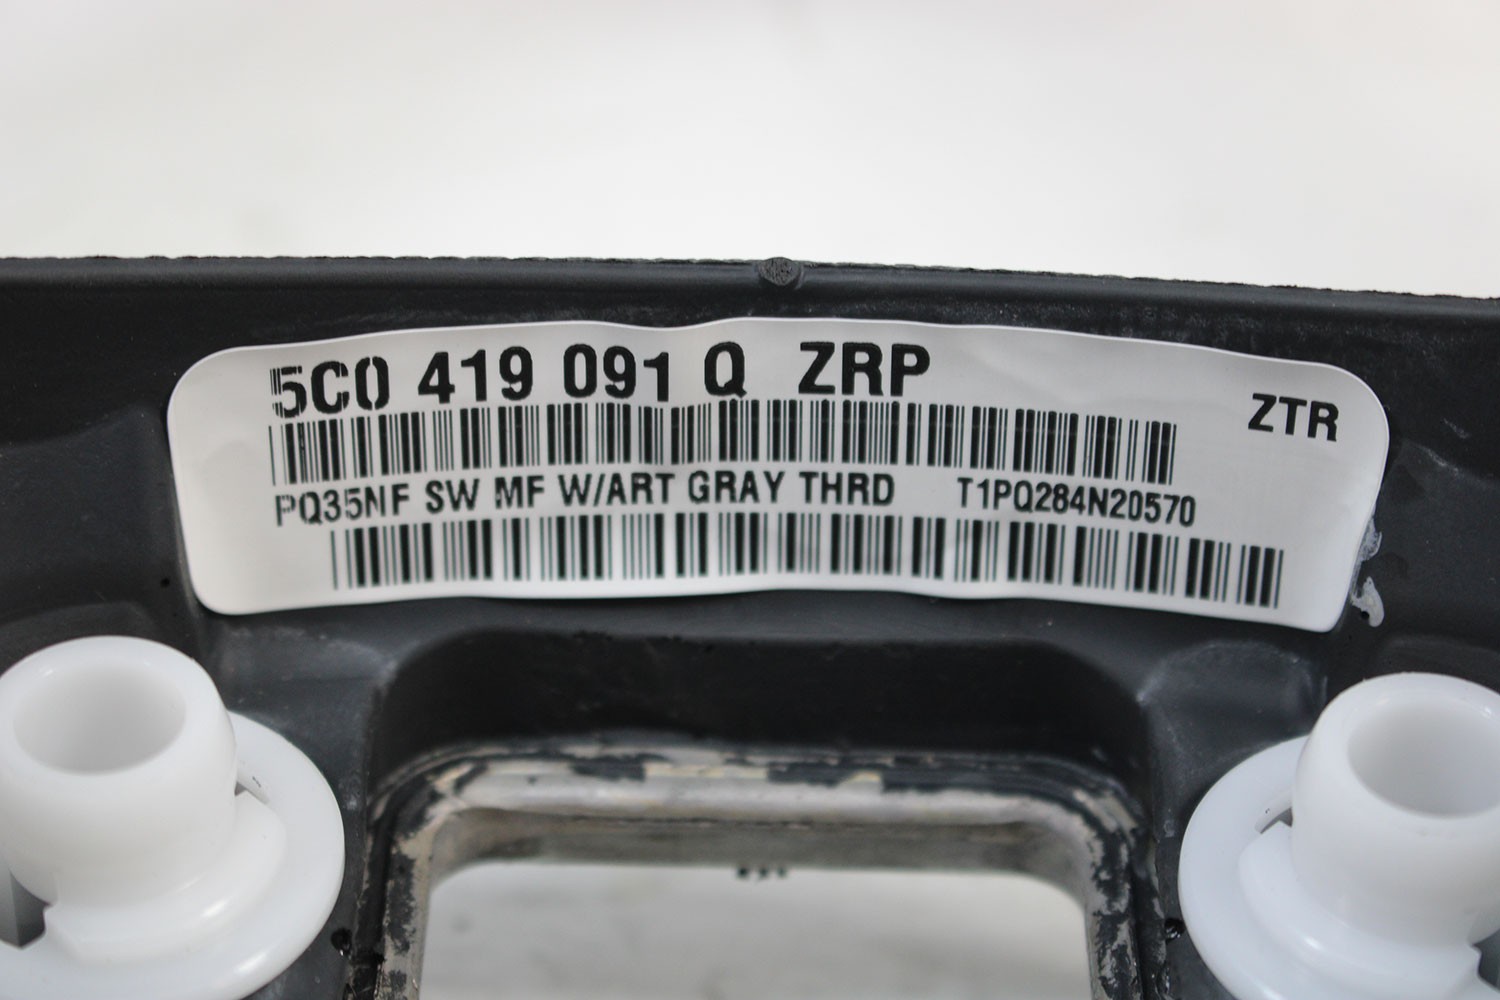 5C0 419 091 Q ZRP ZTR
PQ35NF SW MF W/ART GRAY THRD T1PQ284N20570